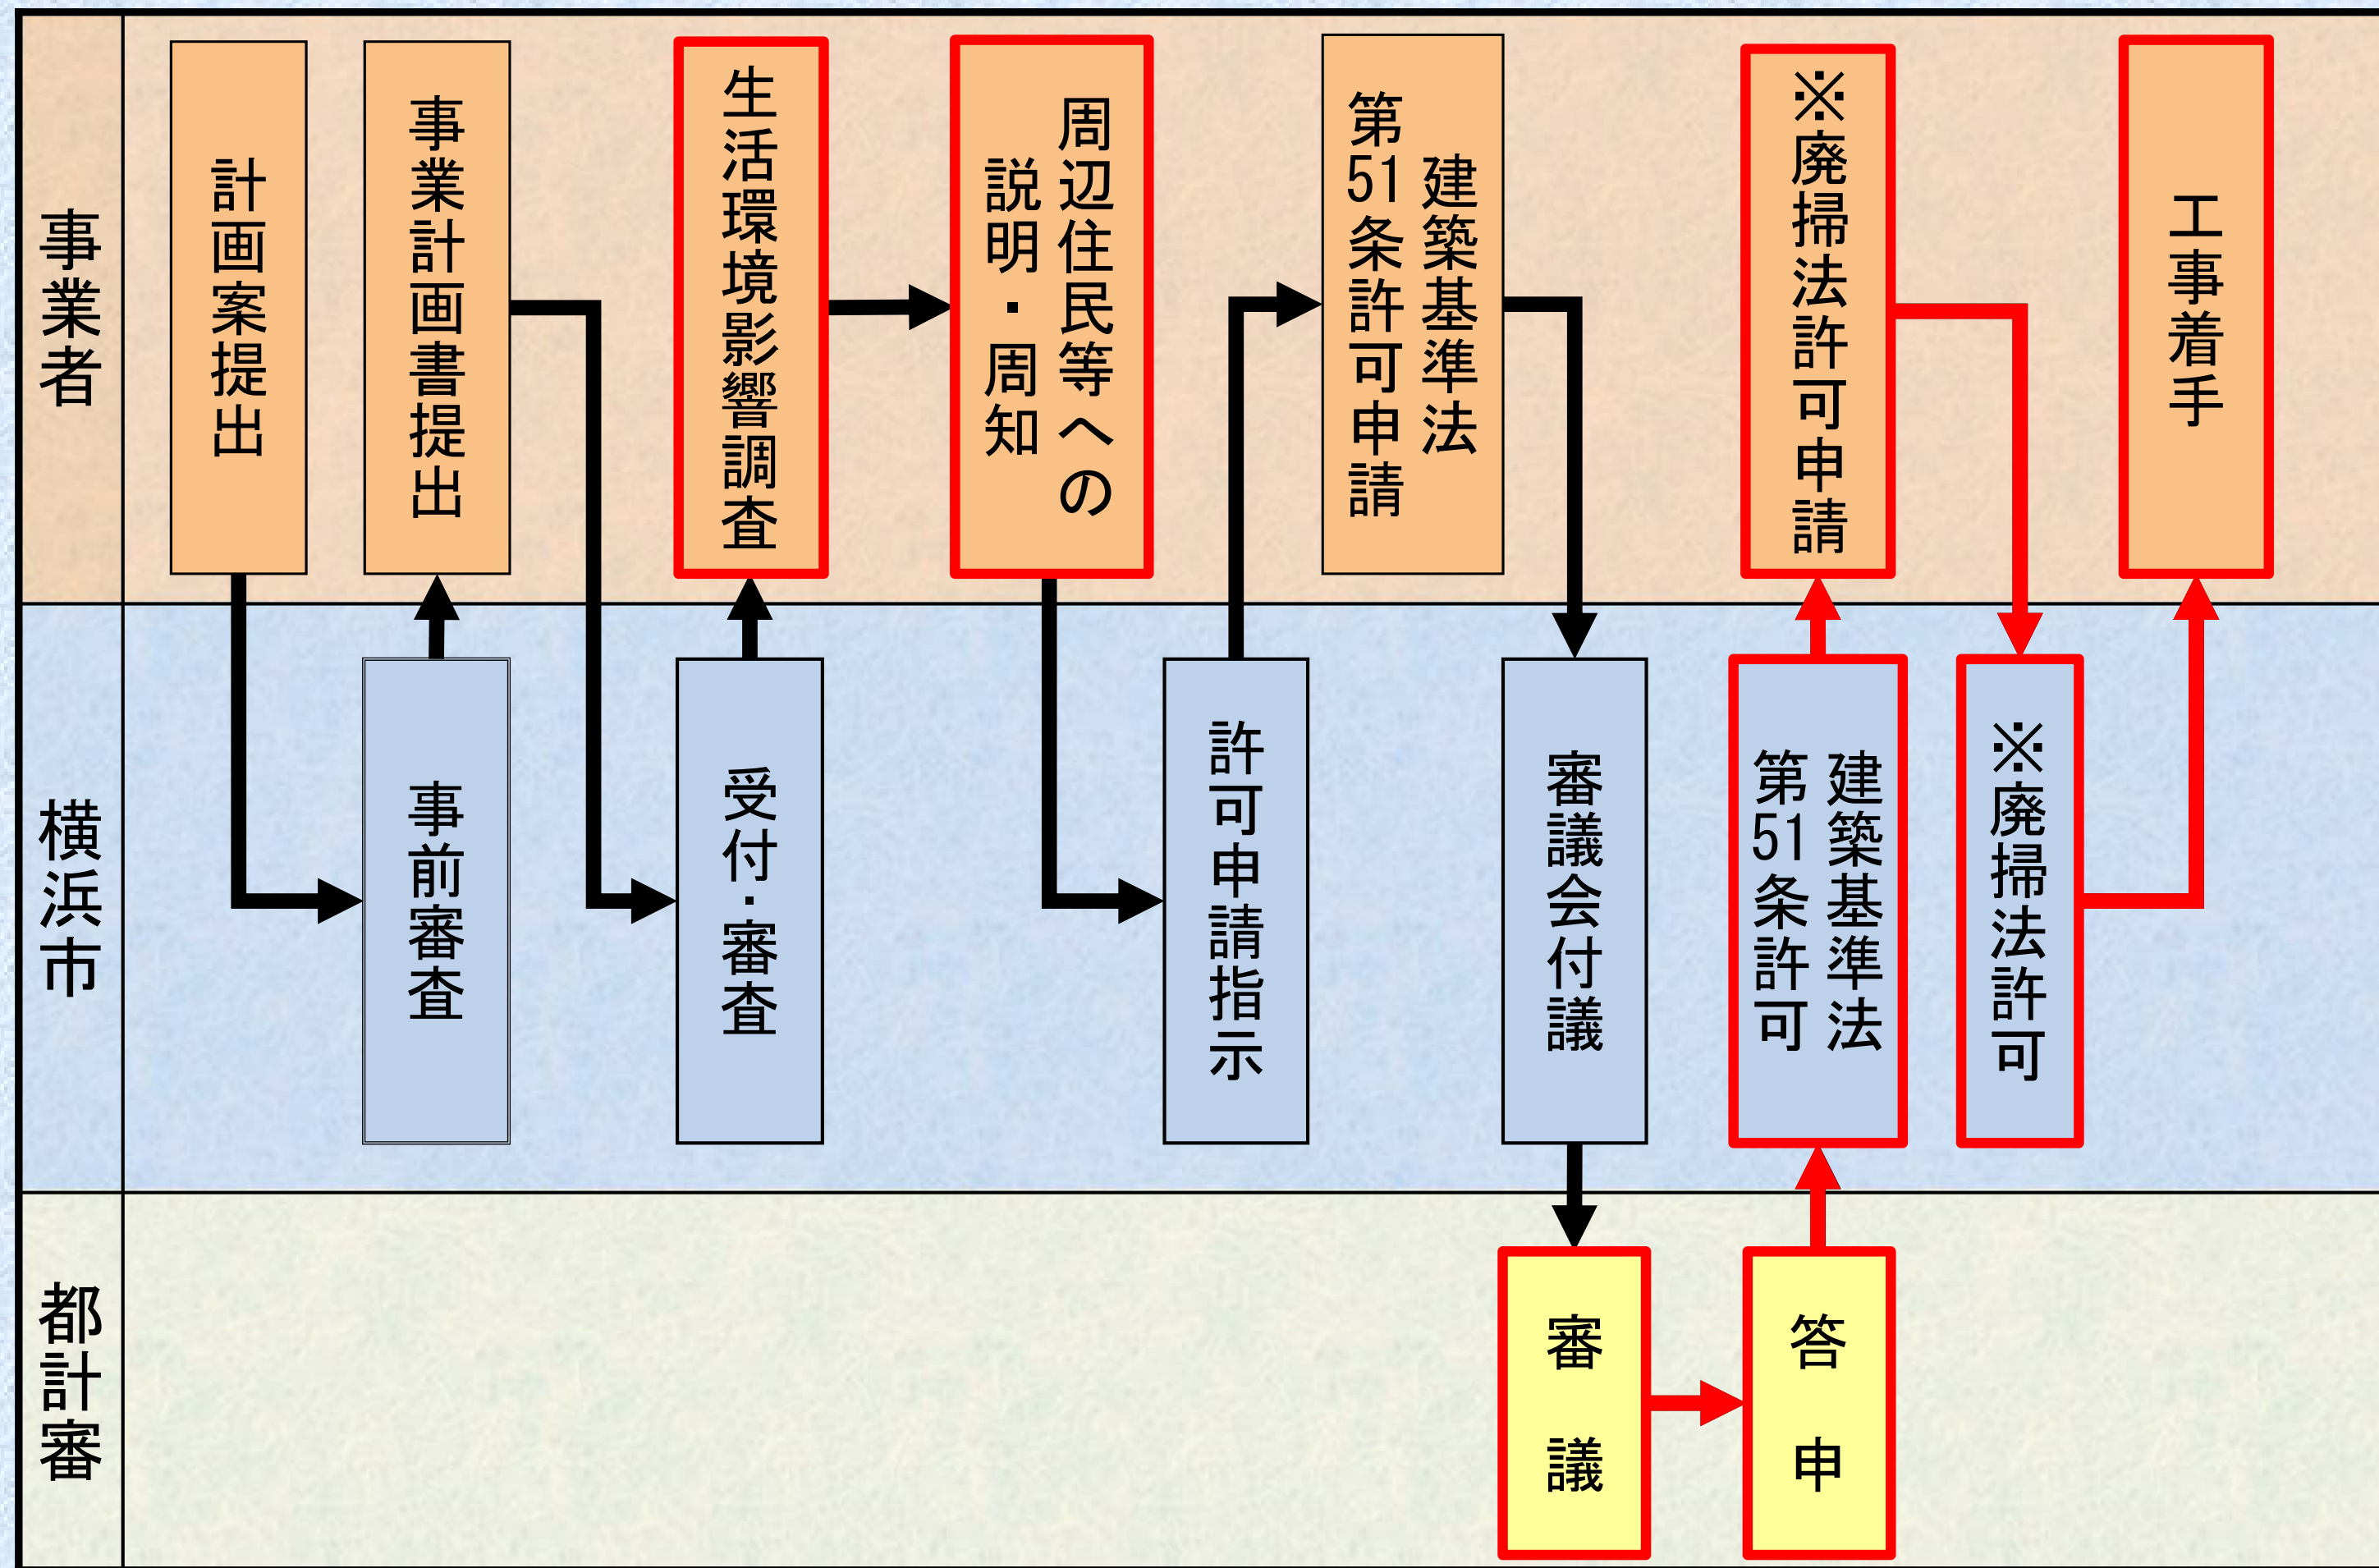 事業者
計画案提出
事業計画書提出
生活環境影響調査
周辺住民等への
説明・周知
建築基準法
第51条許可申請
※廃掃法許可申請
工事着手
横浜市
事前審査
受付・審査
許可申請指示
審議会付議
建築基準法
第51条許可
※廃掃法許可
都計審
審議
答申